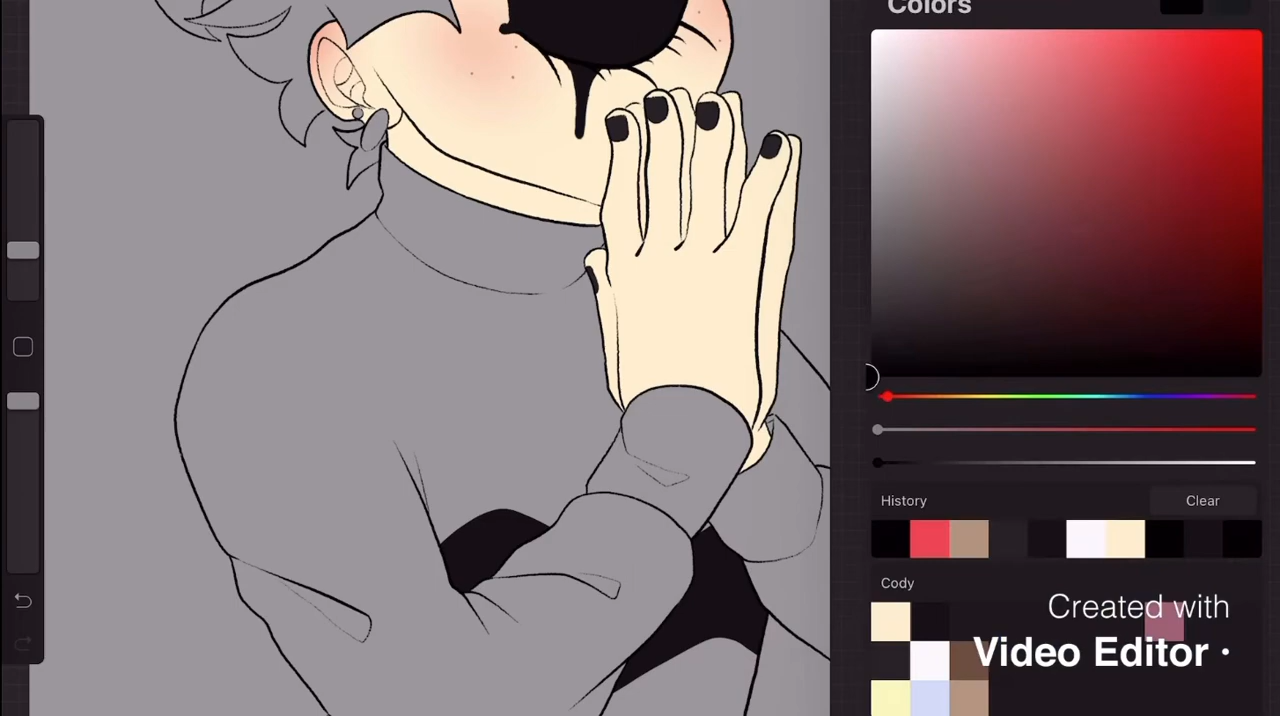 Colors
History
Clear
Cody
Created with
Video Editor ·